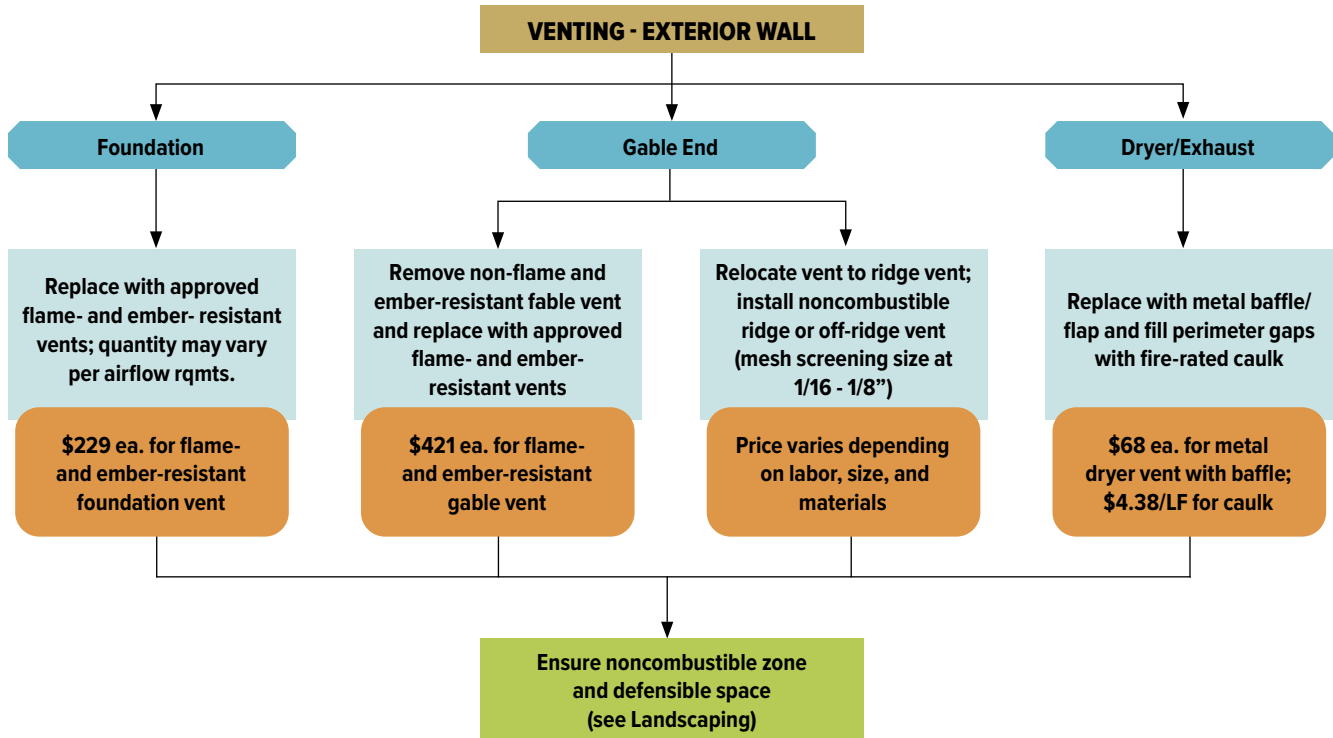 VENTING - EXTERIOR WALL
Foundation
Gable End
Dryer/Exhaust
Replace with approved
flame- and ember- resistant
vents; quantity may vary
per airflow rqmts.
Remove non-flame and
ember-resistant fable vent
and replace with approved
flame- and ember-
resistant vents
Relocate vent to ridge vent;
install noncombustible
ridge or off-ridge vent
(mesh screening size at
1/16 - 1/8”)
Replace with metal baffle/
flap and fill perimeter gaps
with fire-rated caulk
$229 ea. for flame-
and ember-resistant
foundation vent
$421 ea. for flame-
and ember-resistant
gable vent
Price varies depending
on labor, size, and
materials
$68 ea. for metal
dryer vent with baffle;
$4.38/LF for caulk
Ensure noncombustible zone
and defensible space
(see Landscaping)